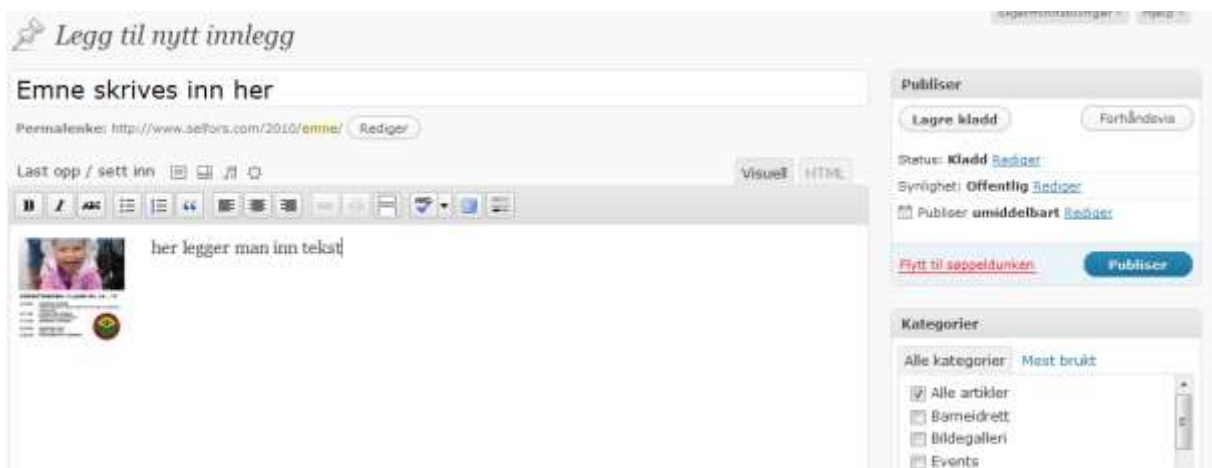 Hjelp
Legg til nytt innlegg
Emne skrives inn her
Permalenke: http://www.selfors.com/2010/emne/ Rediger
Last opp / sett inn
Visuell HTML
B I ABC
her legger man inn tekst
Publiser
Lagre kladd Forhåndsvis
Status: Kladd Rediger
Synlighet: Offentlig Rediger
Publiser umiddelbart Rediger
Flytt til søppeldunken Publiser
Kategorier
Alle kategorier Mest brukt
Alle artikler
Barneidrett
Bildegalleri
Events